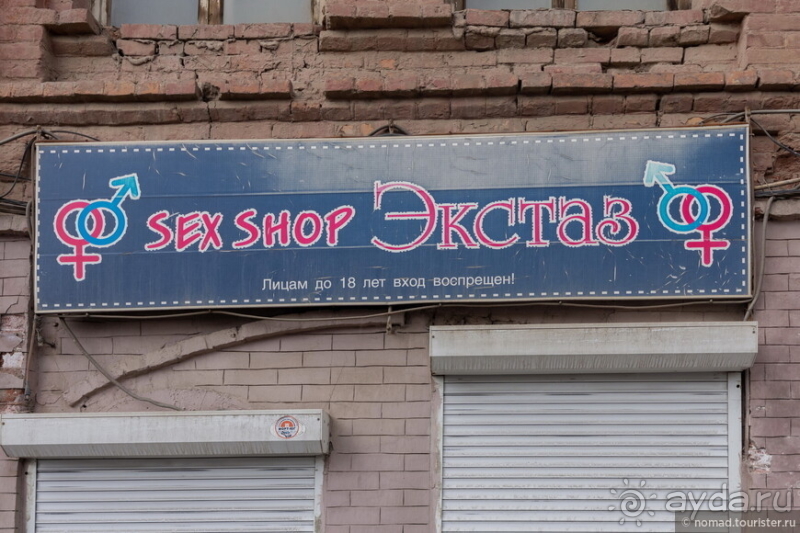 SEX SHOP Экстаз
Лицам до 18 лет вход воспрещен!
ayda.ru
© nomad.tourister.ru